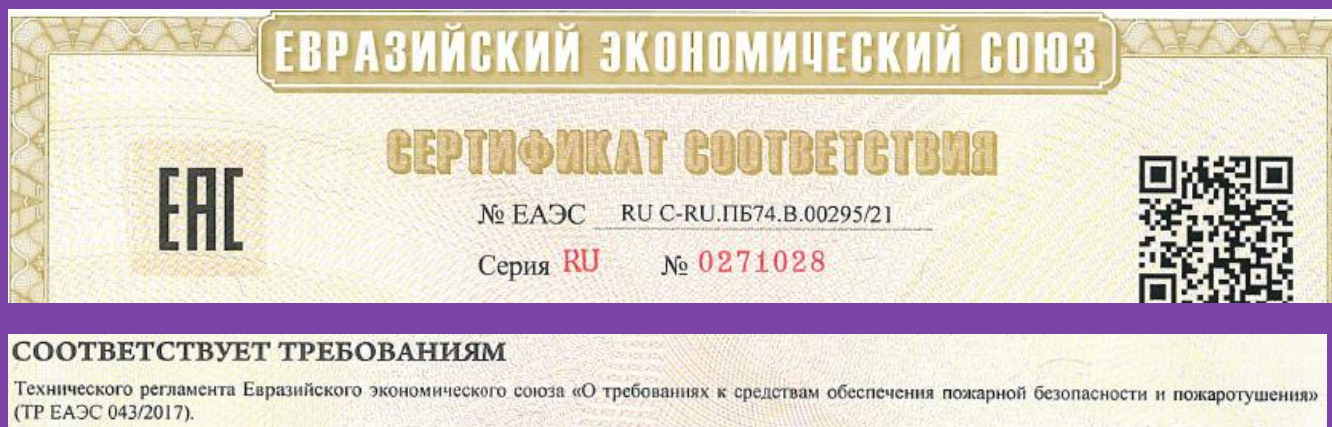 ЕВРАЗИЙСКИЙ ЭКОНОМИЧЕСКИЙ СОЮЗ
СЕРТИФИКАТ СООТВЕТСТВИЯ
ЕАС
№ ЕАЭС RU С-RU.ПБ74.В.00295/21
Серия RU № 0271028
СООТВЕТСТВУЕТ ТРЕБОВАНИЯМ
Технического регламента Евразийского экономического союза «О требованиях к средствам обеспечения пожарной безопасности и пожаротушения»
(ТР ЕАЭС 043/2017).